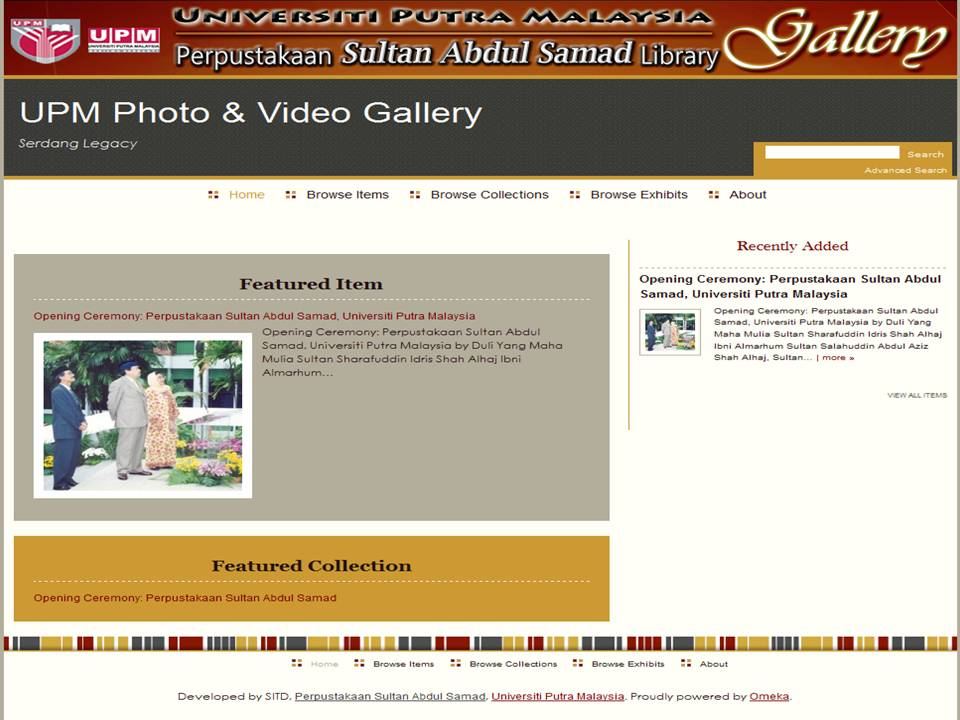 UPM
UPM
UNIVERSITI PUTRA MALAYSIA
UNIVERSITI PUTRA MALAYSIA
Perpustakaan Sultan Abdul Samad Library
Gallery
UPM Photo & Video Gallery
Serdang Legacy
Search
Advanced Search
Home
Browse Items
Browse Collections
Browse Exhibits
About
Featured Item
Opening Ceremony: Perpustakaan Sultan Abdul Samad, Universiti Putra Malaysia
Opening Ceremony: Perpustakaan Sultan Abdul
Samad, Universiti Putra Malaysia by Duli Yang Maha
Mulia Sultan Sharafuddin Idris Shah Alhaj Ibni
Almarhum...
Featured Collection
Opening Ceremony: Perpustakaan Sultan Abdul Samad
Recently Added
Opening Ceremony: Perpustakaan Sultan Abdul
Samad, Universiti Putra Malaysia
Opening Ceremony: Perpustakaan Sultan Abdul
Samad, Universiti Putra Malaysia by Duli Yang
Maha Mulia Sultan Sharafuddin Idris Shah Alhaj
Ibni Almarhum Sultan Salahuddin Abdul Aziz
Shah Alhaj, Sultan... | more »
VIEW ALL ITEMS
Home
Browse Items
Browse Collections
Browse Exhibits
About
Developed by SITD, Perpustakaan Sultan Abdul Samad, Universiti Putra Malaysia. Proudly powered by Omeka.